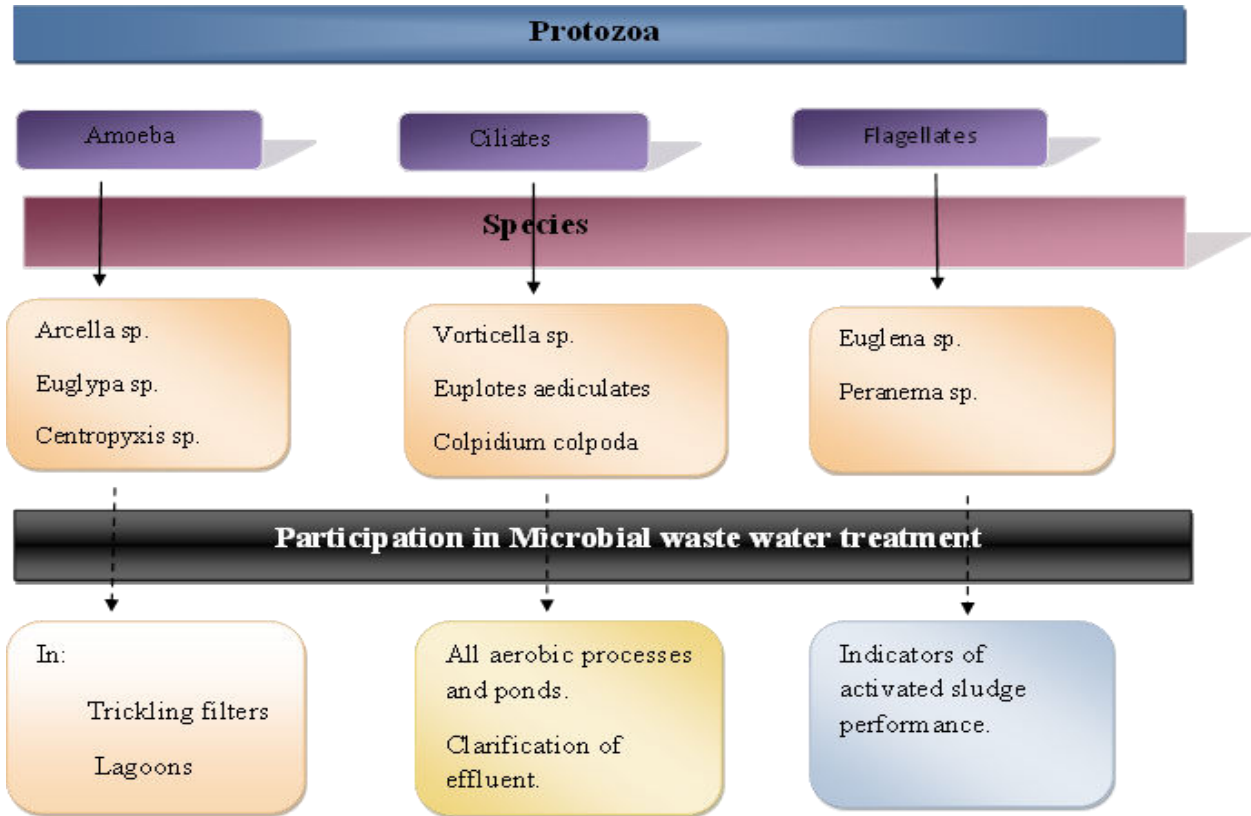 Protozoa
Amoeba
Ciliates
Flagellates
Species
Arcella sp.
Euglypa sp.
Centropyxis sp.
Vorticella sp.
Euplotes aediculates
Colpidium colpoda
Euglena sp.
Peranema sp.
Participation in Microbial waste water treatment
In:
Trickling filters
Lagoons
All aerobic processes
and ponds.
Clarification of
effluent.
Indicators of
activated sludge
performance.